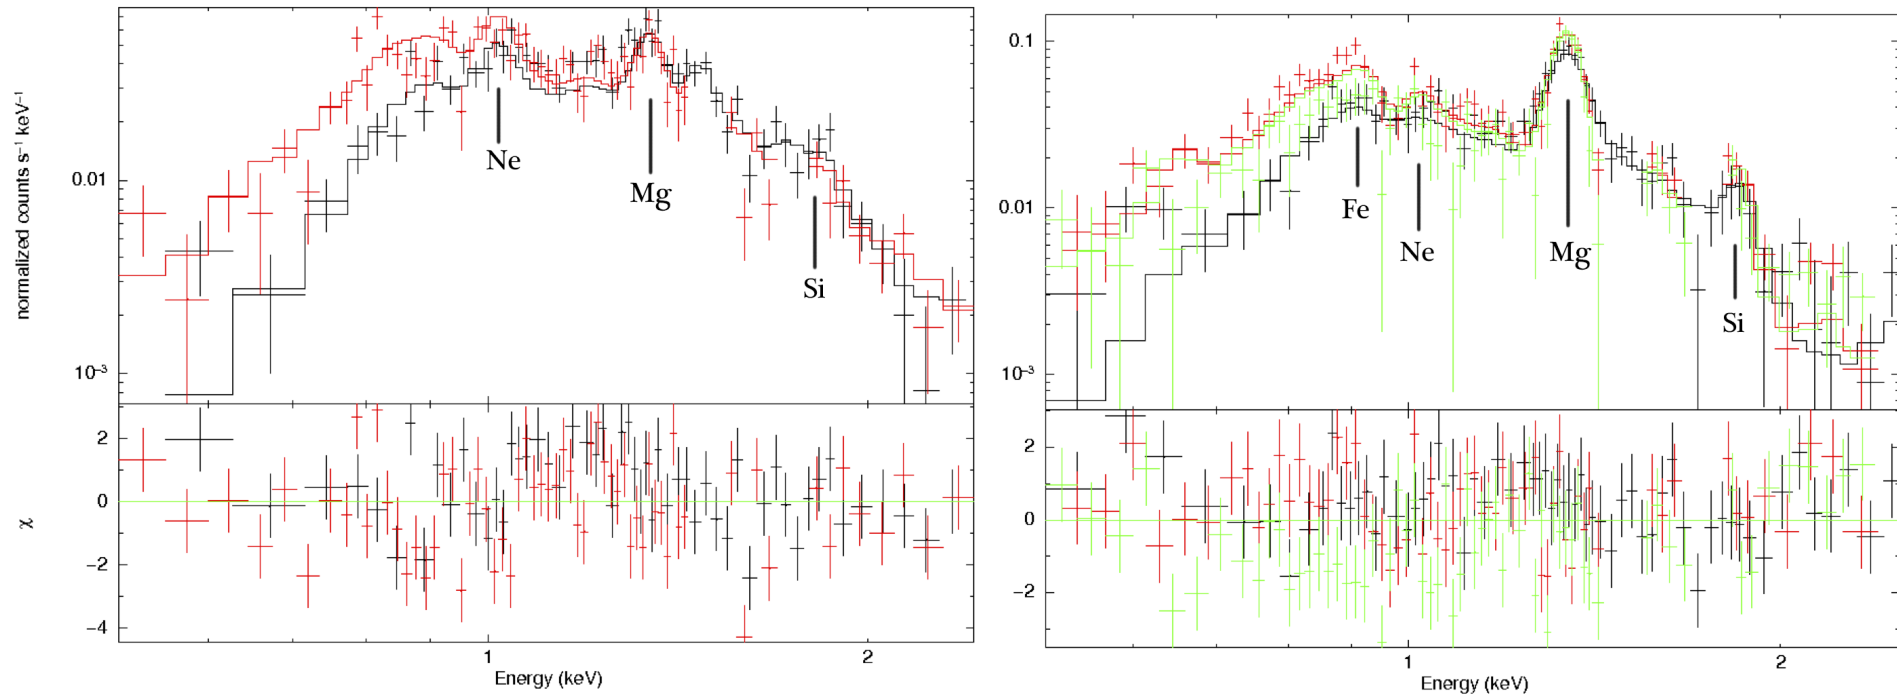 normalized counts s⁻¹ keV⁻¹
0.01
10⁻³
Ne
Mg
Si
χ
2
0
−2
−4
1
2
Energy (keV)
0.1
0.01
10⁻³
Fe
Ne
Mg
Si
2
0
−2
1
2
Energy (keV)